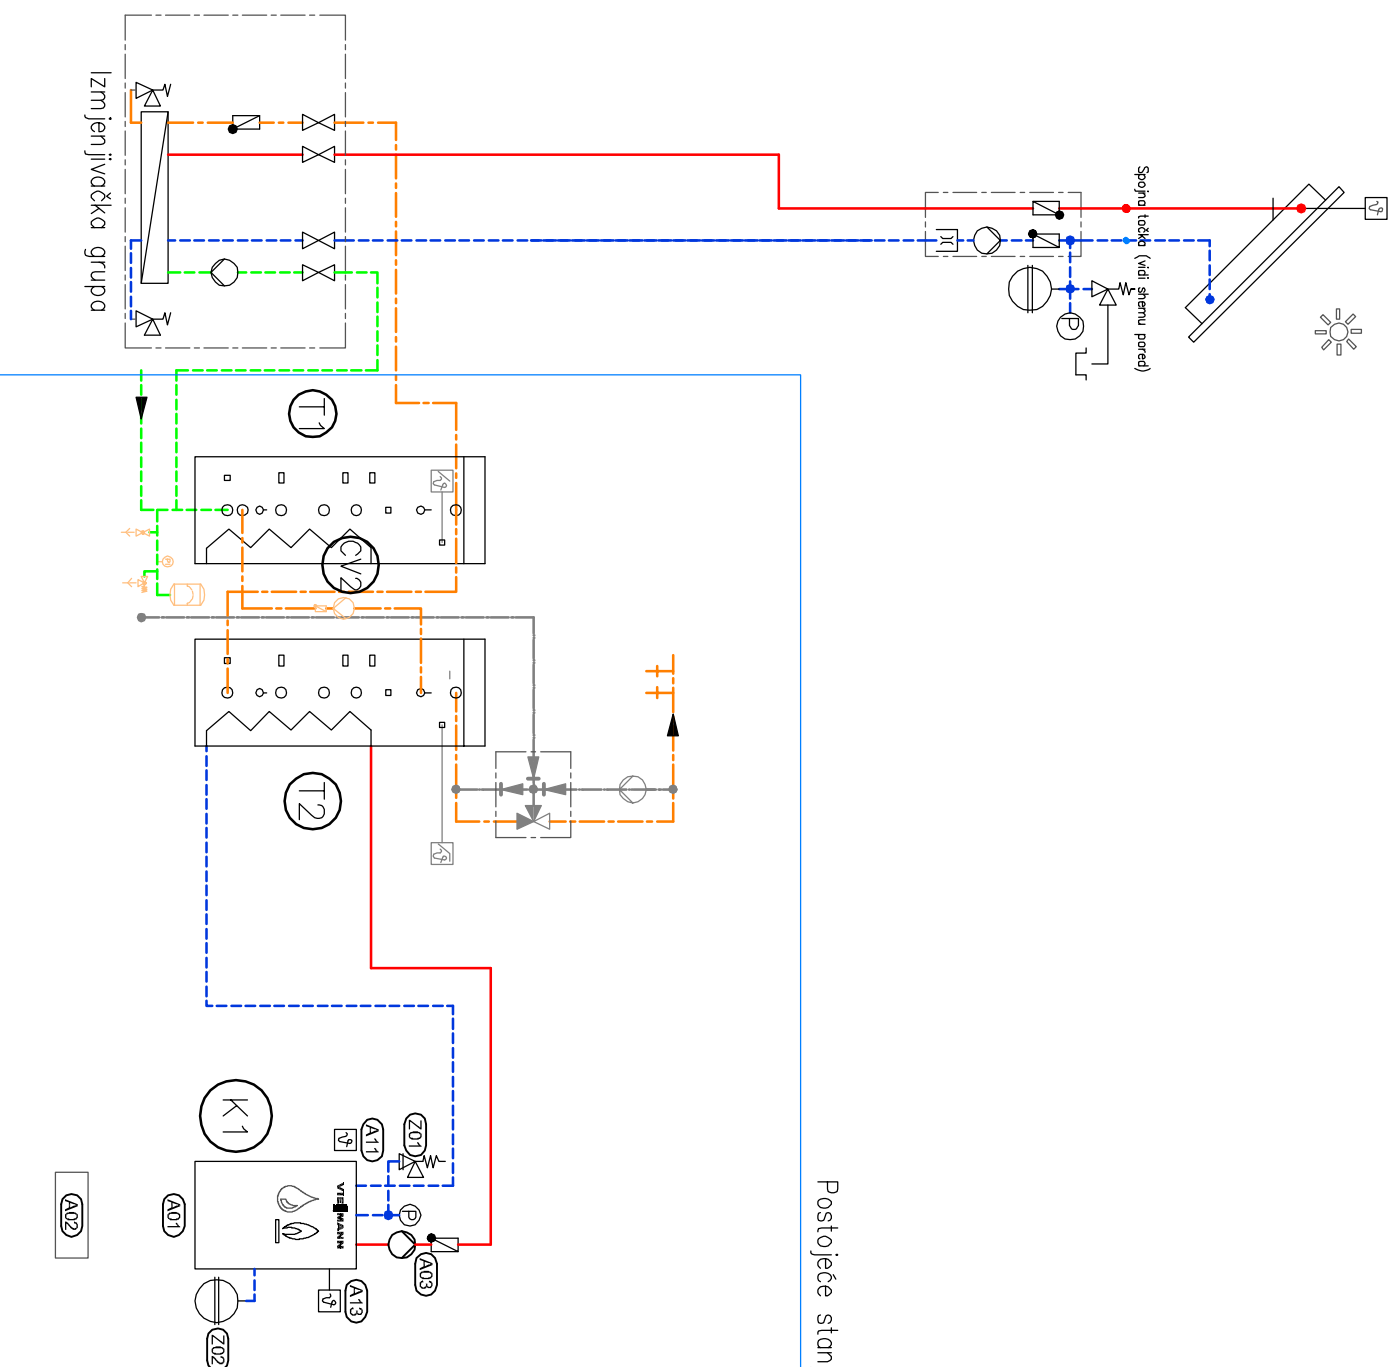 Izmjenjivačka grupa
Spojna tačka (vidi shemu pored)
P
T1
CV2
T2
K1
A11
Z01
VIESMANN
P
A03
A01
A02
A13
Z02
Postojeće stan